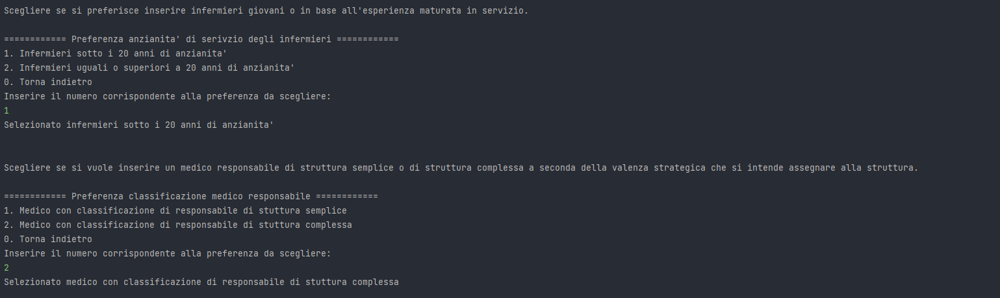 Scegliere se si preferisce inserire infermieri giovani o in base all'esperienza maturata in servizio.
============ Preferenza anzianita' di serivzio degli infermieri ============
1. Infermieri sotto i 20 anni di anzianita'
2. Infermieri uguali o superiori a 20 anni di anzianita'
0. Torna indietro
Inserire il numero corrispondente alla preferenza da scegliere:
1
Selezionato infermieri sotto i 20 anni di anzianita'
Scegliere se si vuole inserire un medico responsabile di struttura semplice o di struttura complessa a seconda della valenza strategica che si intende assegnare alla struttura.
============ Preferenza classificazione medico responsabile ============
1. Medico con classificazione di responsabile di stuttura semplice
2. Medico con classificazione di responsabile di stuttura complessa
0. Torna indietro
Inserire il numero corrispondente alla preferenza da scegliere:
2
Selezionato medico con classificazione di responsabile di stuttura complessa